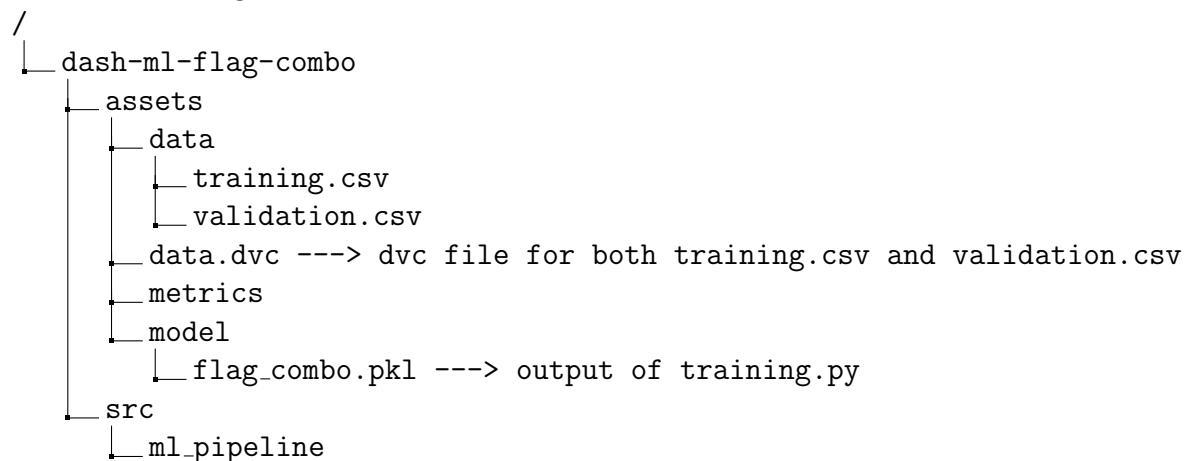 /
dash-ml-flag-combo
assets
data
training.csv
validation.csv
data.dvc ---> dvc file for both training.csv and validation.csv
metrics
model
flag_combo.pkl ---> output of training.py
src
ml_pipeline